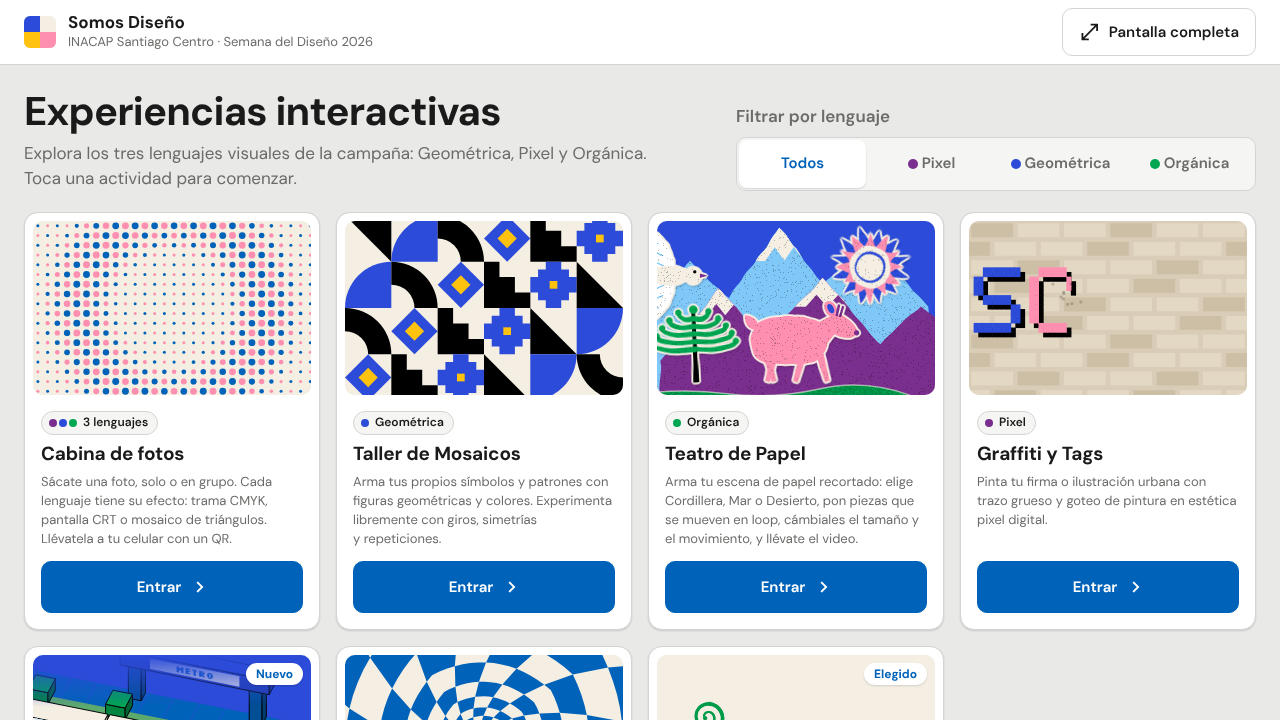 Somos Diseño
INACAP Santiago Centro · Semana del Diseño 2026
Pantalla completa
Experiencias interactivas
Explora los tres lenguajes visuales de la campaña: Geométrica, Pixel y Orgánica.
Toca una actividad para comenzar.
Filtrar por lenguaje
Todos
Pixel
Geométrica
Orgánica
SC
3 lenguajes
Cabina de fotos
Sácate una foto, solo o en grupo. Cada
lenguaje tiene su efecto: trama CMYK,
pantalla CRT o mosaico de triángulos.
Llévatela a tu celular con un QR.
Entrar
Geométrica
Taller de Mosaicos
Arma tus propios símbolos y patrones con
figuras geométricas y colores. Experimenta
libremente con giros, simetrías
y repeticiones.
Entrar
Orgánica
Teatro de Papel
Arma tu escena de papel recortado: elige
Cordillera, Mar o Desierto, pon piezas que
se mueven en loop, cámbiales el tamaño y
el movimiento, y llévate el video.
Entrar
Pixel
Graffiti y Tags
Pinta tu firma o ilustración urbana con
trazo grueso y goteo de pintura en estética
pixel digital.
Entrar
METRO
Nuevo
Elegido